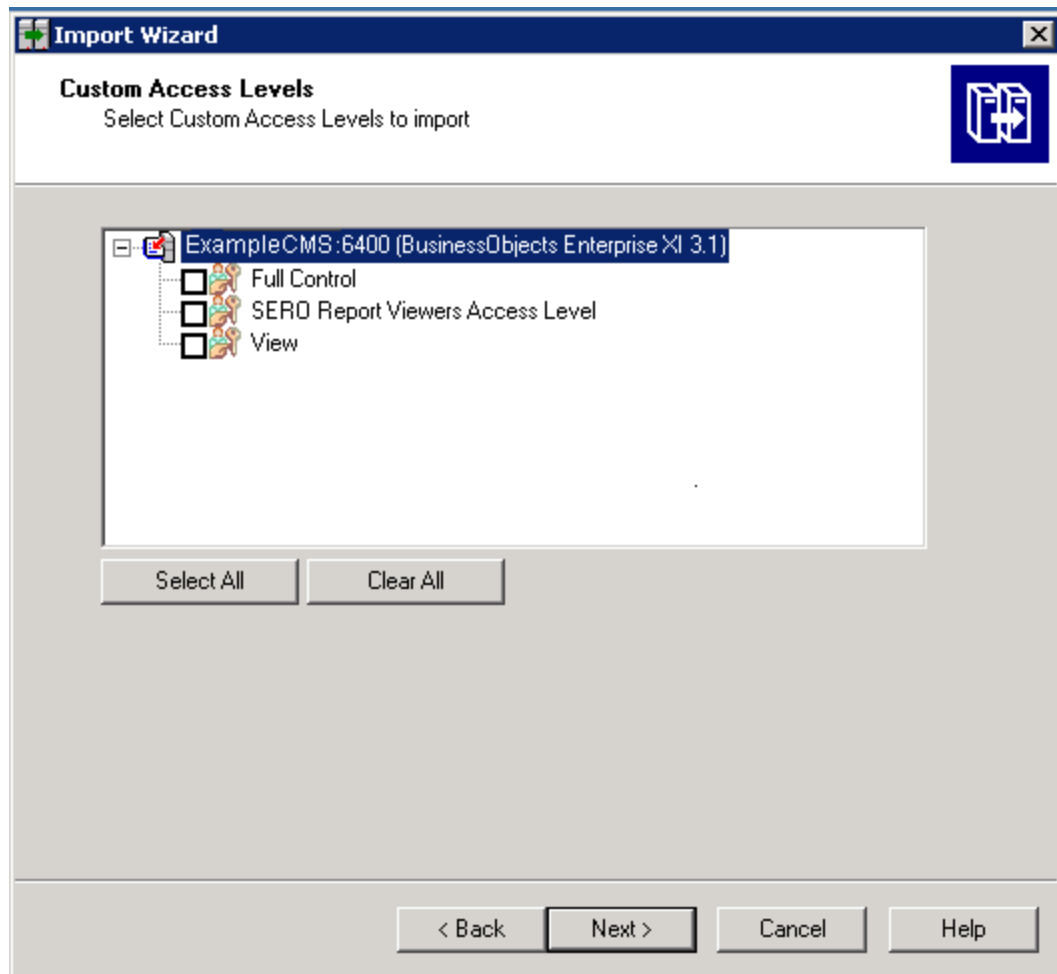 Import Wizard
Custom Access Levels
Select Custom Access Levels to import
ExampleCMS:6400 (BusinessObjects Enterprise XI 3.1)
Full Control
SERO Report Viewers Access Level
View
Select All Clear All
< Back Next > Cancel Help